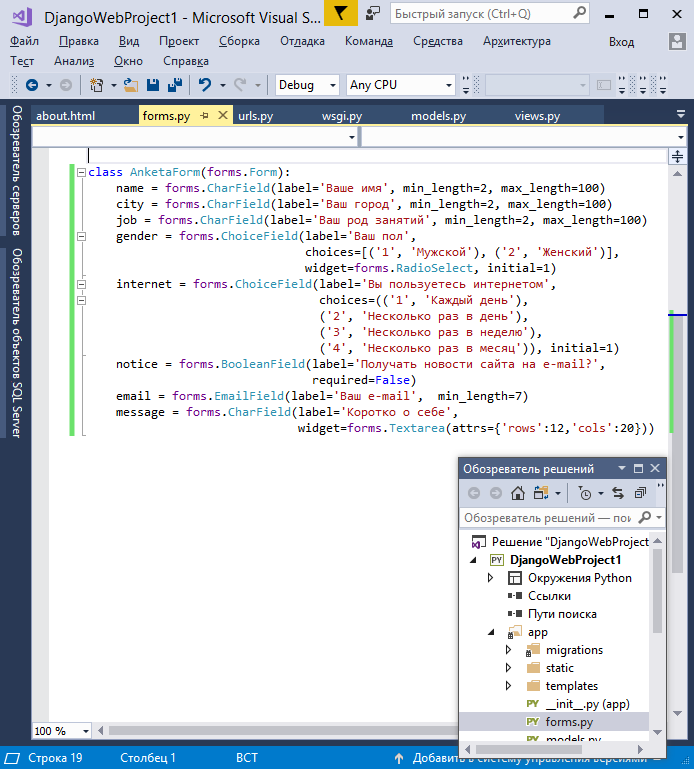 DjangoWebProject1 - Microsoft Visual S...
Быстрый запуск (Ctrl+Q)
Файл Правка Вид Проект Сборка Отладка Команда Средства Архитектура Вход
Тест Анализ Окно Справка
Debug Any CPU
Обозреватель серверов
Обозреватель объектов SQL Server
about.html forms.py urls.py wsgi.py models.py views.py
class AnketaForm(forms.Form):
name = forms.CharField(label='Ваше имя', min_length=2, max_length=100)
city = forms.CharField(label='Ваш город', min_length=2, max_length=100)
job = forms.CharField(label='Ваш род занятий', min_length=2, max_length=100)
gender = forms.ChoiceField(label='Ваш пол',
choices=[('1', 'Мужской'), ('2', 'Женский')],
widget=forms.RadioSelect, initial=1)
internet = forms.ChoiceField(label='Вы пользуетесь интернетом',
choices=(('1', 'Каждый день'),
('2', 'Несколько раз в день'),
('3', 'Несколько раз в неделю'),
('4', 'Несколько раз в месяц')), initial=1)
notice = forms.BooleanField(label='Получать новости сайта на e-mail?',
required=False)
email = forms.EmailField(label='Ваш e-mail',  min_length=7)
message = forms.CharField(label='Коротко о себе',
widget=forms.Textarea(attrs={'rows':12,'cols':20}))
Обозреватель решений
Обозреватель решений — пои
Решение "DjangoWebProject
PY DjangoWebProject1
Окружения Python
Ссылки
Пути поиска
app
migrations
static
templates
PY __init__.py (app)
PY forms.py
PY models.py
100 %
Строка 19 Столбец 1 ВСТ Добавить в систему управления версиями